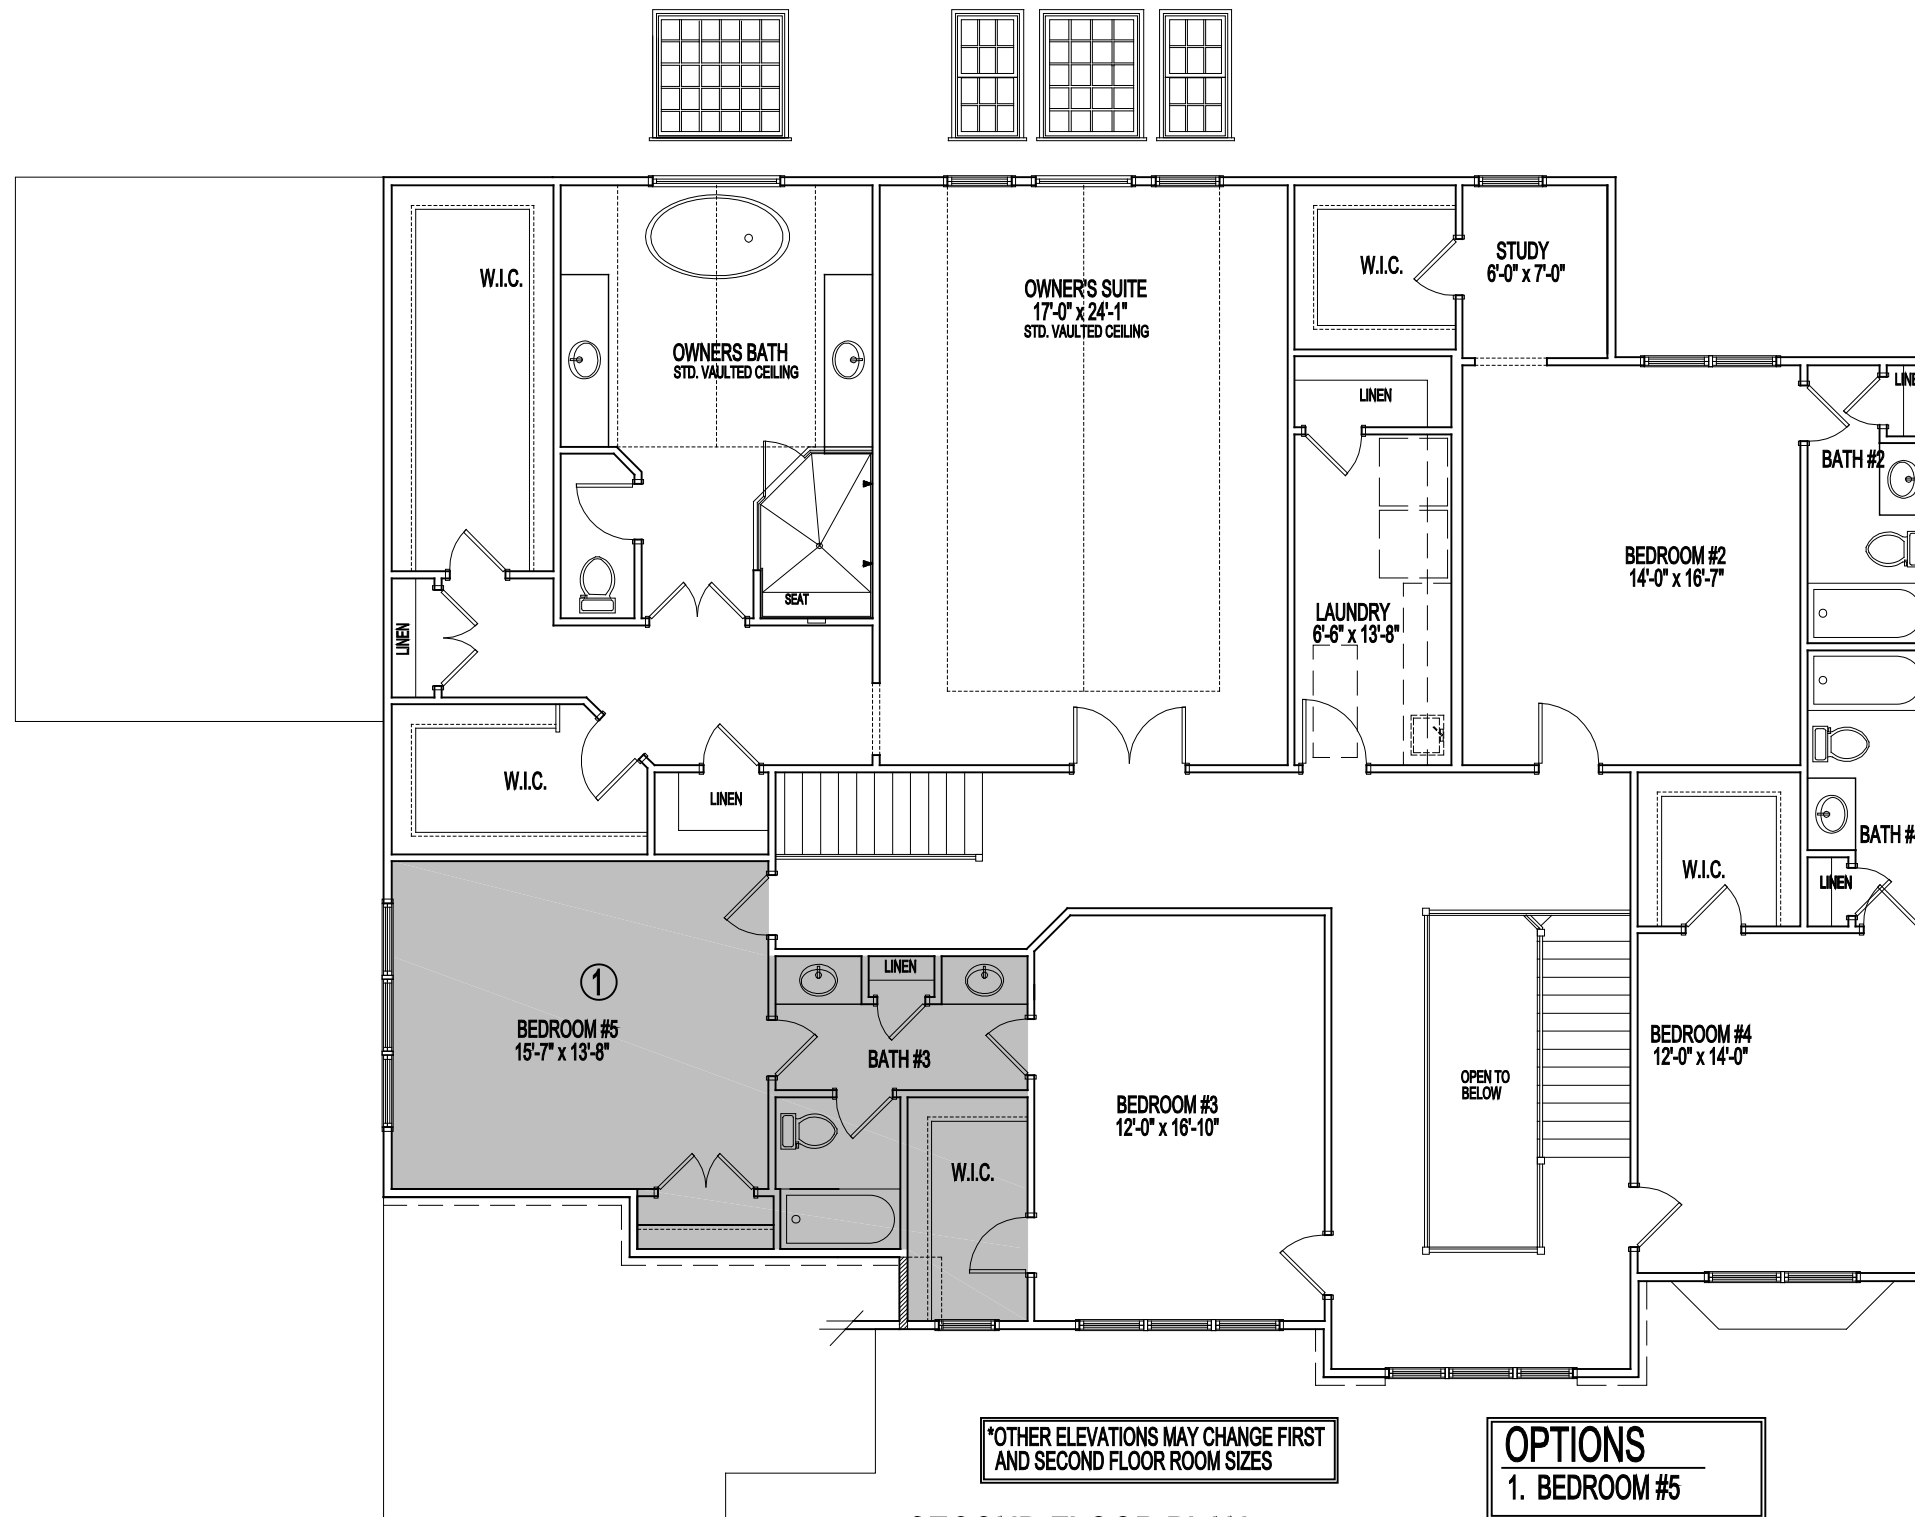 W.I.C.
OWNERS BATH
STD. VAULTED CEILING
OWNER'S SUITE
17'-0" x 24'-1"
STD. VAULTED CEILING
W.I.C.
STUDY
6'-0" x 7'-0"
LINEN
BATH #2
BEDROOM #2
14'-0" x 16'-7"
SEAT
LAUNDRY
6'-6" x 13'-8"
LINEN
W.I.C.
LINEN
BATH
W.I.C.
LINEN
1
BEDROOM #5
15'-7" x 13'-8"
LINEN
BATH #3
W.I.C.
BEDROOM #3
12'-0" x 16'-10"
OPEN TO
BELOW
BEDROOM #4
12'-0" x 14'-0"
*OTHER ELEVATIONS MAY CHANGE FIRST
AND SECOND FLOOR ROOM SIZES
OPTIONS
1. BEDROOM #5